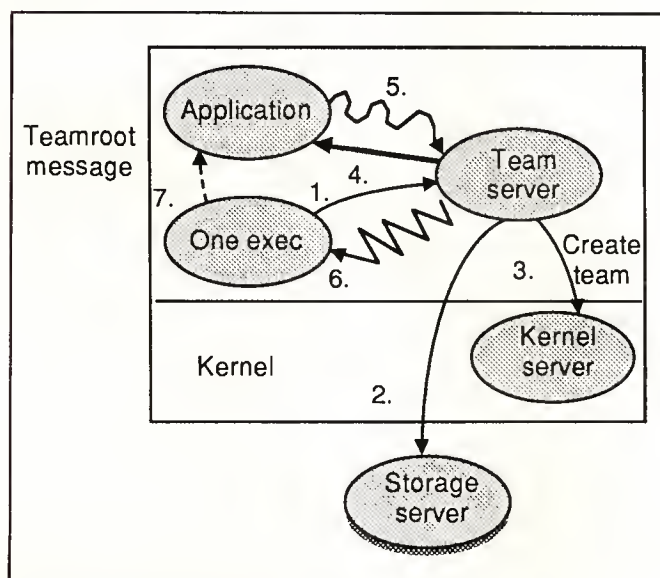 Application
5.
Teamroot
message
Team
server
4.
1.
7.
One exec
6.
3.
Create
team
Kernel
server
Kernel
2.
Storage
server